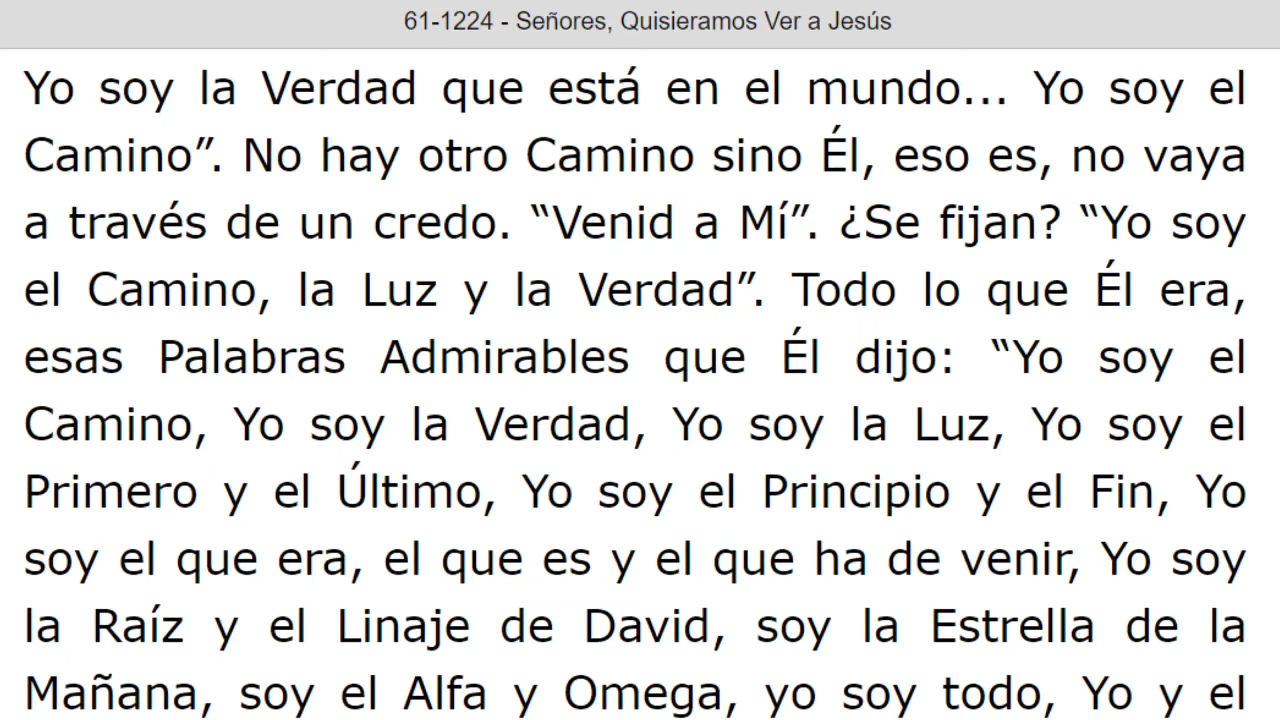 61-1224 - Señores, Quisieramos Ver a Jesús
Yo soy la Verdad que está en el mundo... Yo soy el
Camino”. No hay otro Camino sino Él, eso es, no vaya
a través de un credo. “Venid a Mí”. ¿Se fijan? “Yo soy
el Camino, la Luz y la Verdad”. Todo lo que Él era,
esas Palabras Admirables que Él dijo: “Yo soy el
Camino, Yo soy la Verdad, Yo soy la Luz, Yo soy el
Primero y el Último, Yo soy el Principio y el Fin, Yo
soy el que era, el que es y el que ha de venir, Yo soy
la Raíz y el Linaje de David, soy la Estrella de la
Mañana, soy el Alfa y Omega, yo soy todo, Yo y el